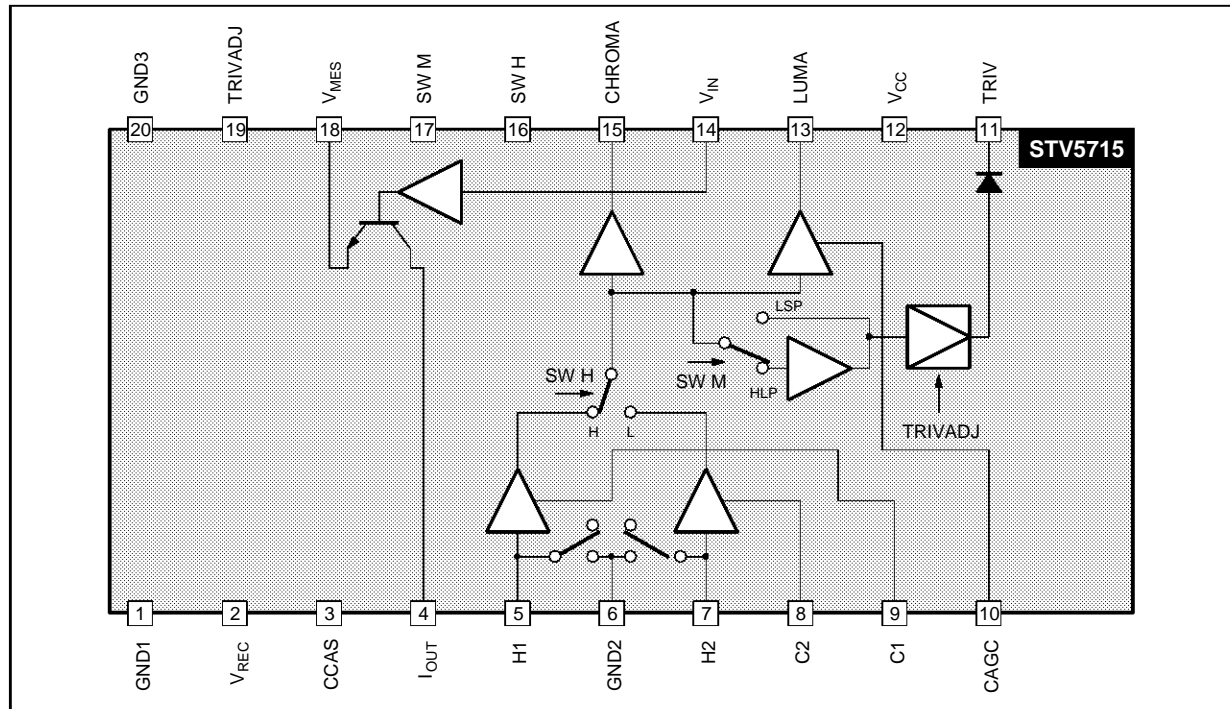 GND3
TRIVADJ
VMES
SW M
SW H
CHROMA
VIN
LUMA
VCC
TRIV
20
19
18
17
16
15
14
13
12
11
STV5715
LSP
SW H
SW M
HLP
H
L
TRIVADJ
1
2
3
4
5
6
7
8
9
10
GND1
VREC
CCAS
IOUT
H1
GND2
H2
C2
C1
CAGC